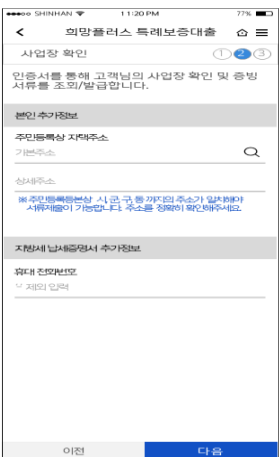 SHINHAN 11:20 PM 77%
희망플러스 특례보증대출
사업장 확인 1 2 3
인증서를 통해 고객님의 사업장 확인 및 증빙
서류를 조회/발급합니다.
본인 추가정보
주민등록상 자택주소
기본주소
상세주소
※ 주민등록등본상 시,군,구,동 까지의 주소가 일치해야
서류제출이 가능합니다. 주소를 정확히 확인해주세요.
지방세 납세증명서 추가정보
휴대 전화번호
'-' 제외 입력
이전 다음